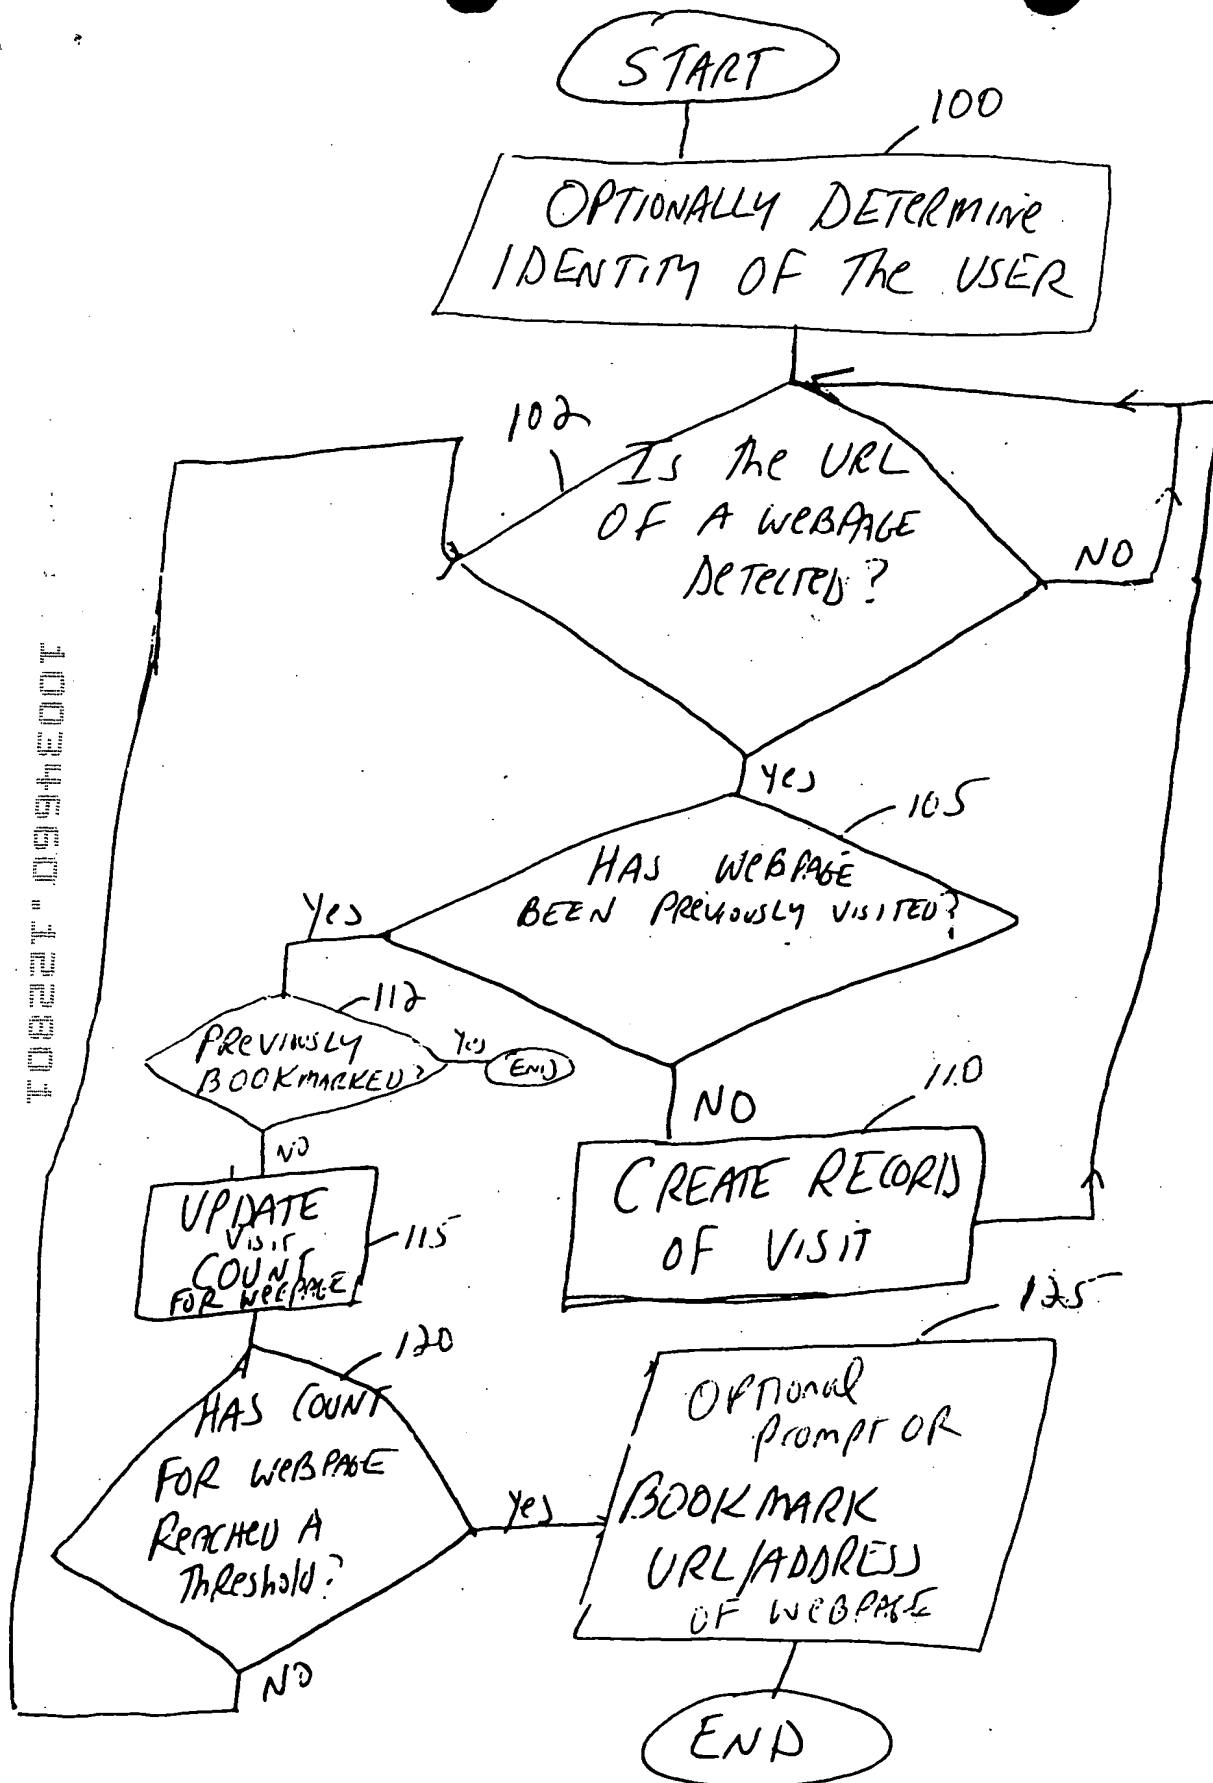 START
100
OPTIONALLY DETERMINE
IDENTITY OF THE USER
102
IS THE URL
OF A WEBPAGE
DETECTED?
NO
YES
105
HAS WEBPAGE
BEEN PREVIOUSLY VISITED?
YES
112
PREVIOUSLY
BOOKMARKED?
YES
END
NO
110
NO
CREATE RECORD
OF VISIT
UPDATE
VISIT
COUNT
FOR WEBPAGE
115
120
HAS COUNT
FOR WEBPAGE
REACHED A
THRESHOLD?
YES
NO
125
OPTIONAL
PROMPT OR
BOOKMARK
URL/ADDRESS
OF WEBPAGE
END
10034660.122801